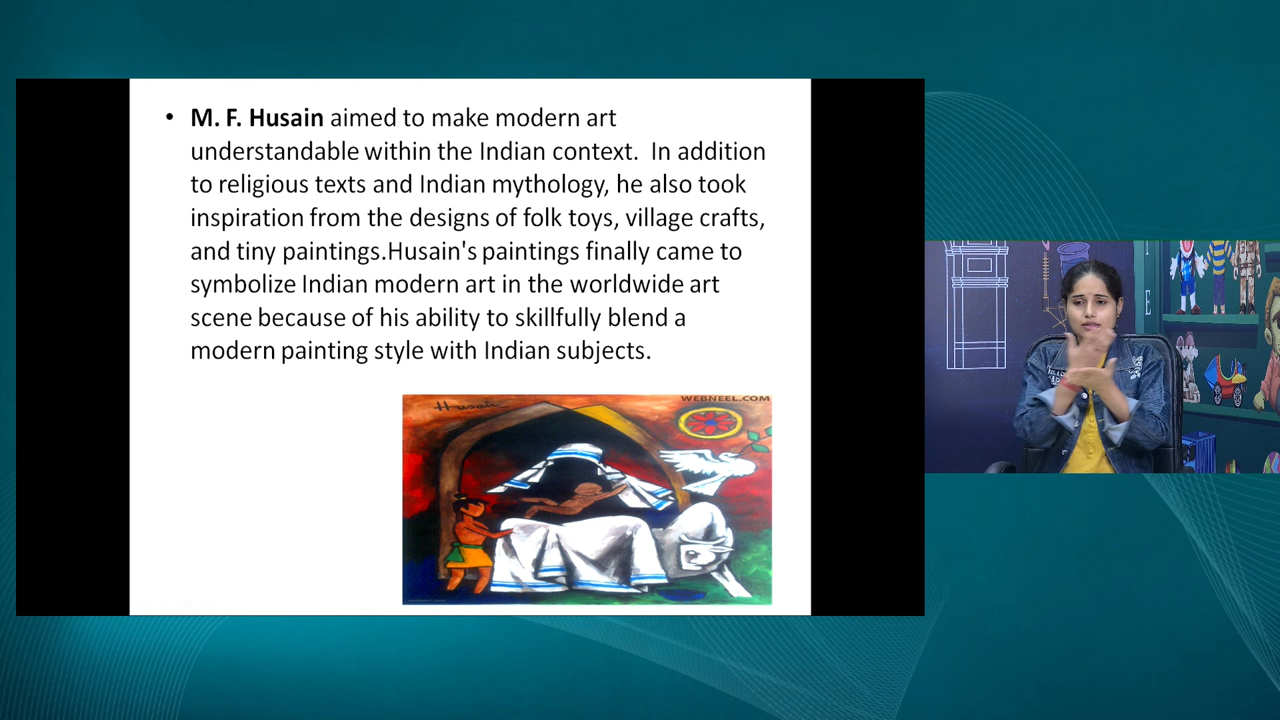 • M. F. Husain aimed to make modern art
understandable within the Indian context.  In addition
to religious texts and Indian mythology, he also took
inspiration from the designs of folk toys, village crafts,
and tiny paintings.Husain's paintings finally came to
symbolize Indian modern art in the worldwide art
scene because of his ability to skillfully blend a
modern painting style with Indian subjects.
Husain
WEBNEEL.COM